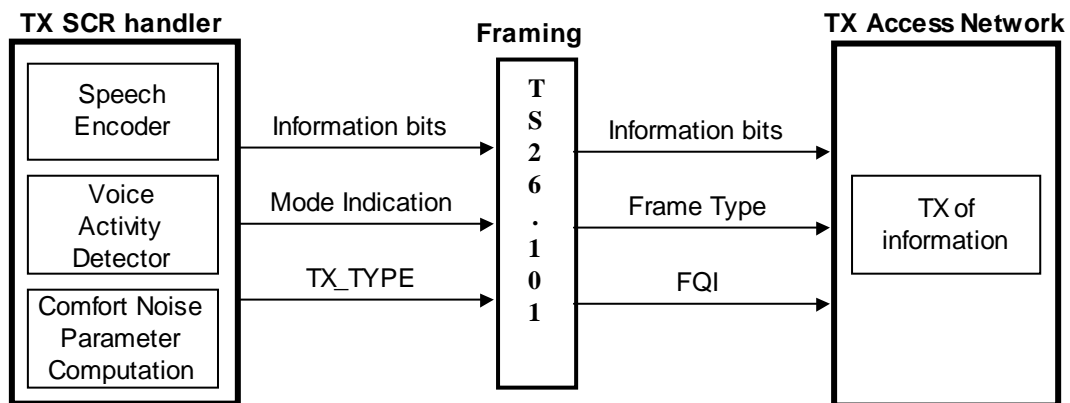 TX SCR handler
Framing
TX Access Network
Speech
Encoder
Voice
Activity
Detector
Comfort Noise
Parameter
Computation
Information bits
Mode Indication
TX_TYPE
T
S
2
6
.
1
0
1
Information bits
Frame Type
FQI
TX of
information